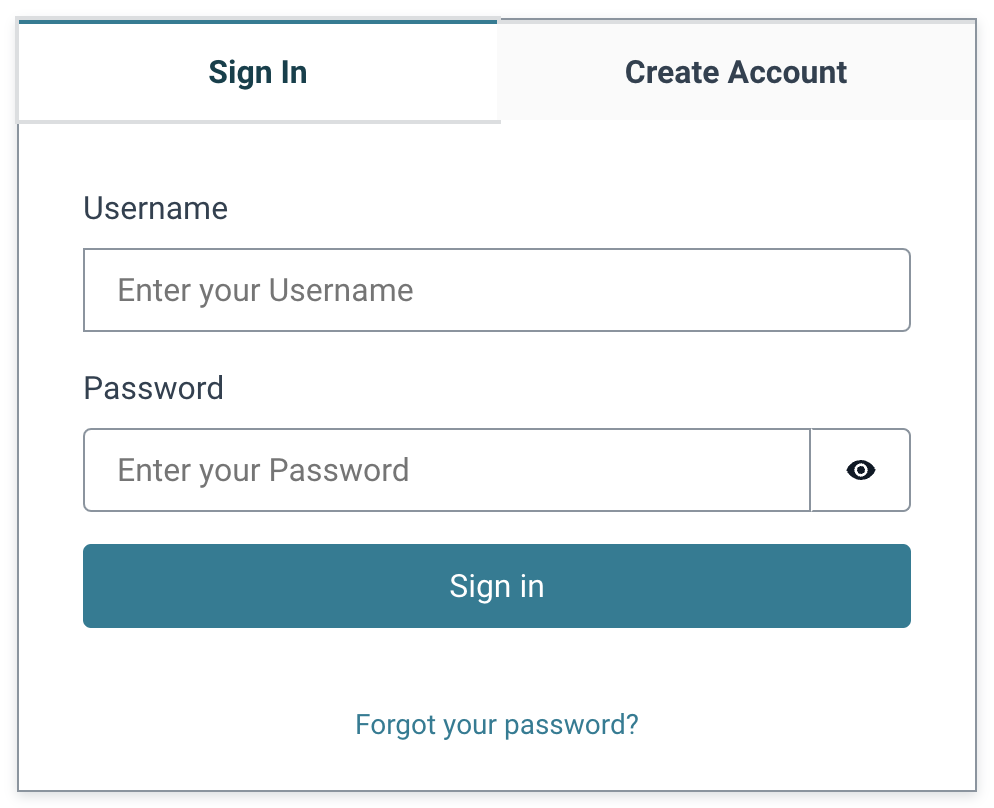 Sign In
Create Account
Username
Enter your Username
Password
Enter your Password
Sign in
Forgot your password?